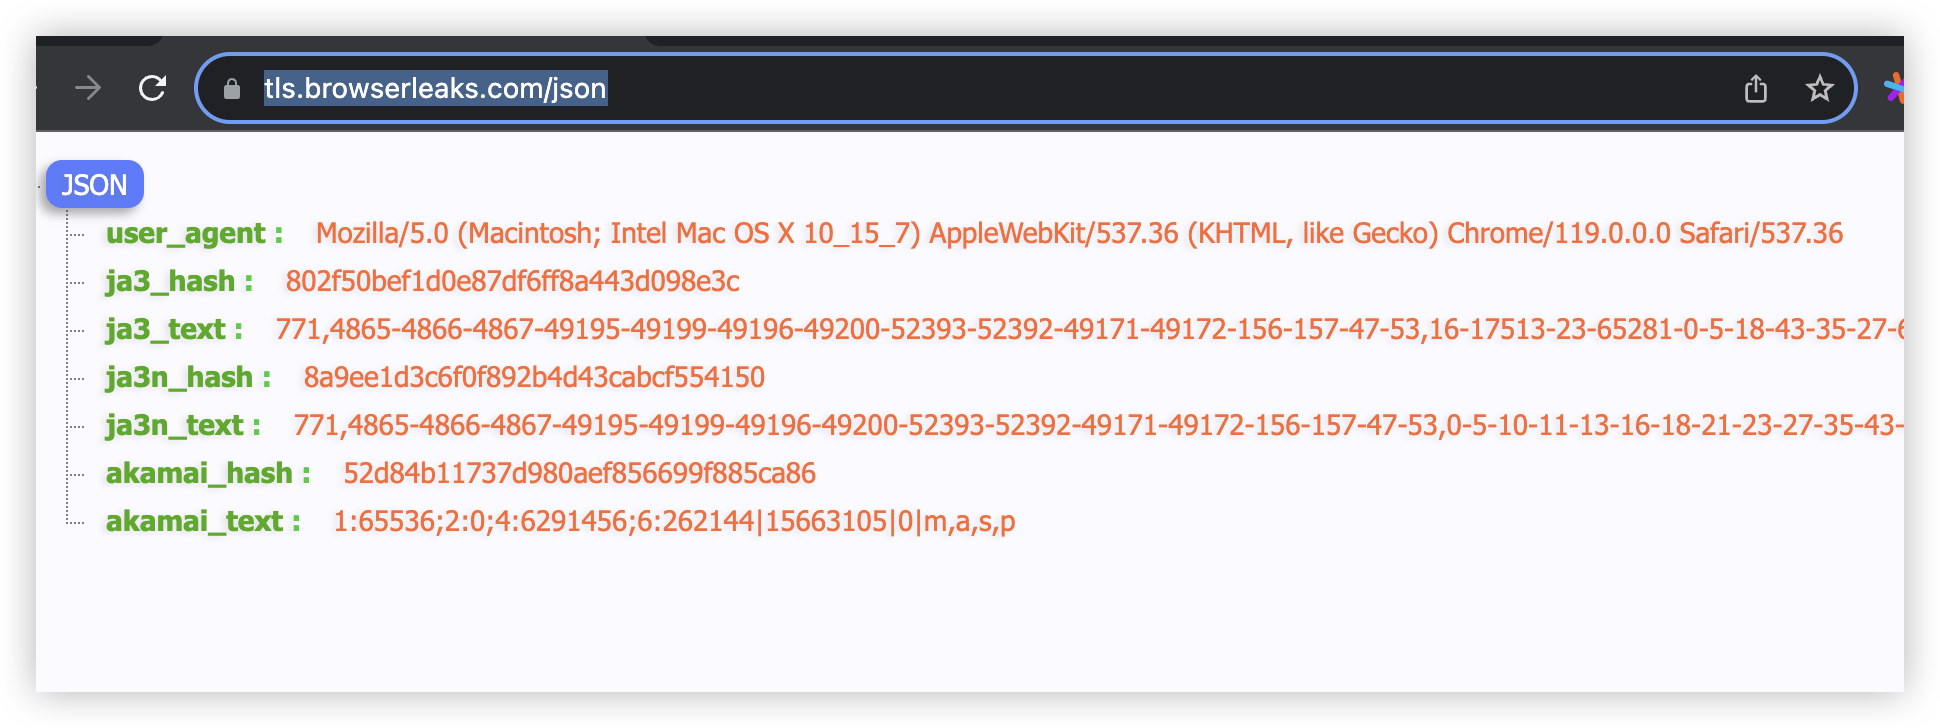 tls.browserleaks.com/json
JSON
user_agent : Mozilla/5.0 (Macintosh; Intel Mac OS X 10_15_7) AppleWebKit/537.36 (KHTML, like Gecko) Chrome/119.0.0.0 Safari/537.36
ja3_hash : 802f50bef1d0e87df6ff8a443d098e3c
ja3_text : 771,4865-4866-4867-49195-49199-49196-49200-52393-52392-49171-49172-156-157-47-53,16-17513-23-65281-0-5-18-43-35-27-6
ja3n_hash : 8a9ee1d3c6f0f892b4d43cabcf554150
ja3n_text : 771,4865-4866-4867-49195-49199-49196-49200-52393-52392-49171-49172-156-157-47-53,0-5-10-11-13-16-18-21-23-27-35-43-
akamai_hash : 52d84b11737d980aef856699f885ca86
akamai_text : 1:65536;2:0;4:6291456;6:262144|15663105|0|m,a,s,p